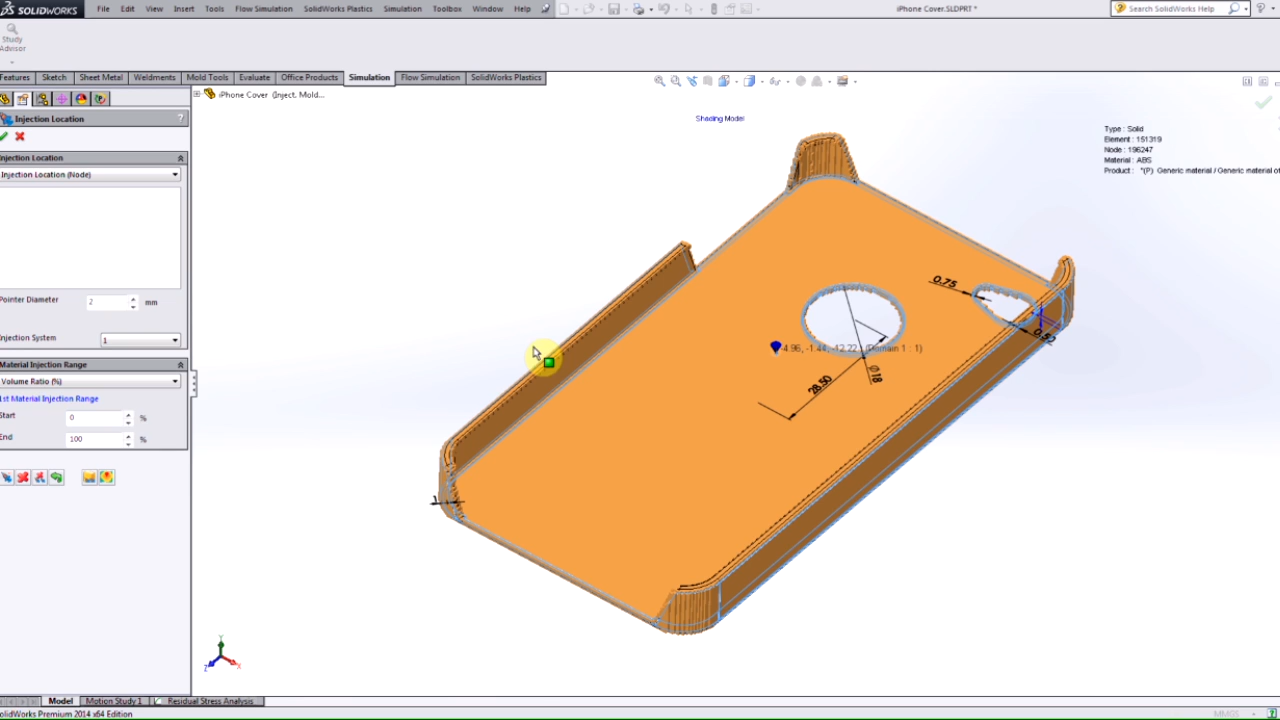 SOLIDWORKS File Edit View Insert Tools Flow Simulation SolidWorks Plastics Simulation Toolbox Window Help iPhone Cover.SLDPRT * Search SolidWorks Help
Study
Advisor
Features Sketch Sheet Metal Weldments Mold Tools Evaluate Office Products Simulation Flow Simulation SolidWorks Plastics
iPhone Cover (Inject. Mold...
Injection Location ?
Shading Model
Type : Solid
Element : 151319
Node : 196247
Material : ABS
Product : "(P) Generic material / Generic material of
Injection Location
Injection Location (Node)
Pointer Diameter 2 mm
Injection System 1
Material Injection Range
Volume Ratio (%)
1st Material Injection Range
Start 0 %
End 100 %
0.75
0.52
4.96, -1.44, -12.22 (Domain 1 : 1)
Ø18
28.50
1
Y
Z
X
Model Motion Study 1 Residual Stress Analysis
SolidWorks Premium 2014 x64 Edition MMGS